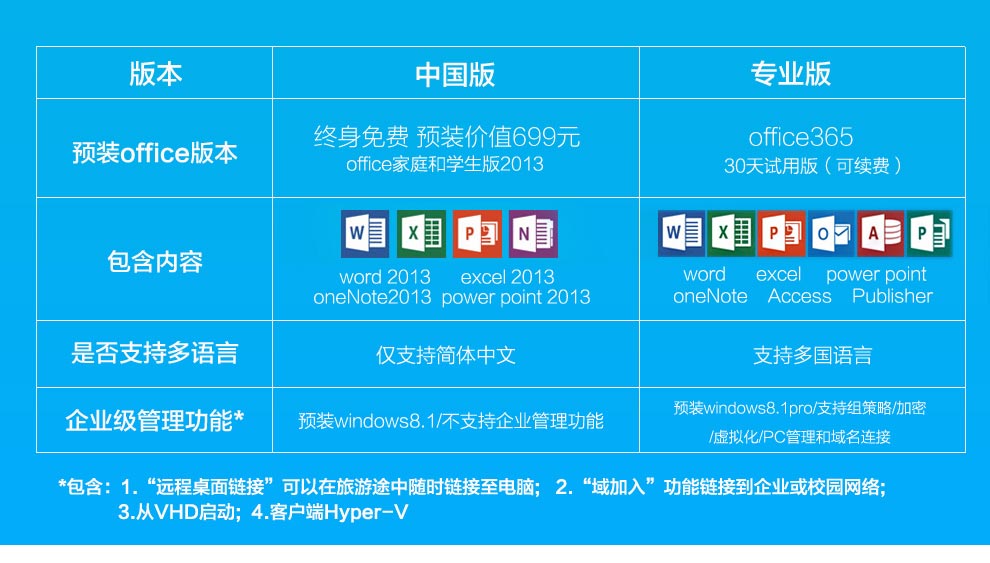 版本 中国版 专业版
预装office版本 终身免费 预装价值699元 office365
office家庭和学生版2013 30天试用版（可续费）
包含内容
W X P N W X P O A P
word 2013 excel 2013 word excel power point
oneNote2013 power point 2013 oneNote Access Publisher
是否支持多语言 仅支持简体中文 支持多国语言
企业级管理功能* 预装windows8.1/不支持企业管理功能 预装windows8.1pro/支持组策略/加密
/虚拟化/PC管理和域名连接
*包含：1.“远程桌面链接”可以在旅游途中随时链接至电脑； 2.“域加入”功能链接到企业或校园网络；
3.从VHD启动；4.客户端Hyper-V